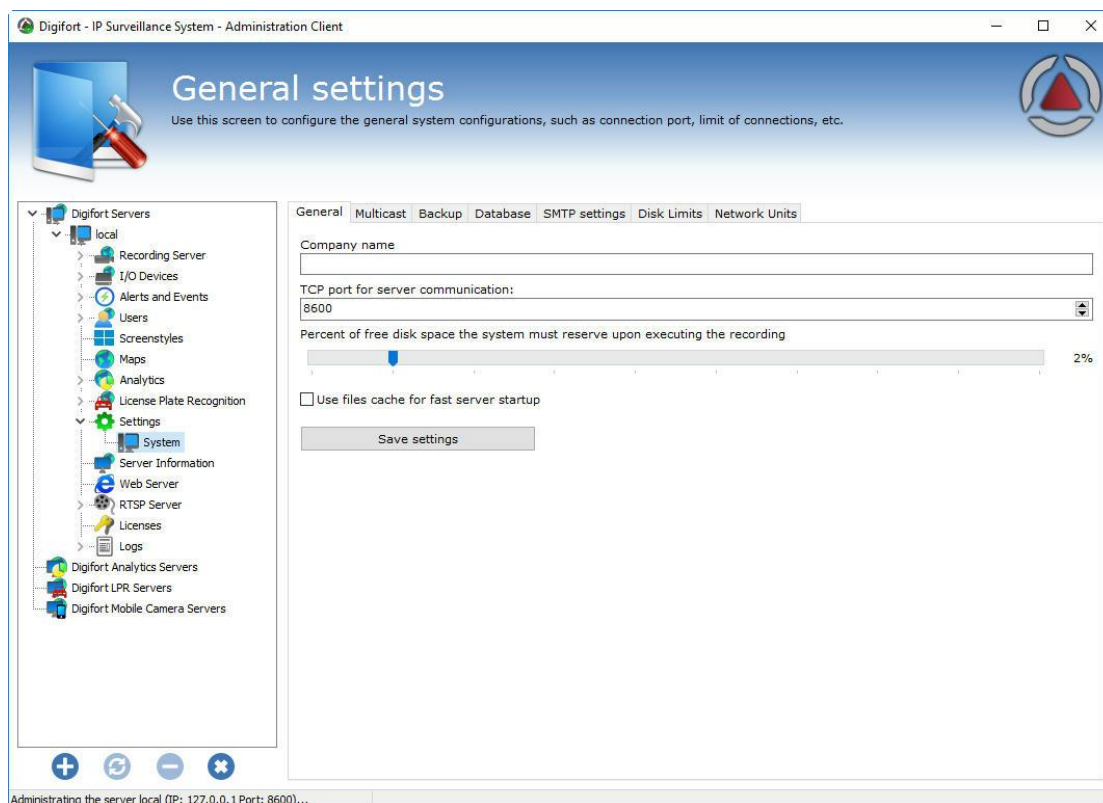 Digifort - IP Surveillance System - Administration Client
General settings
Use this screen to configure the general system configurations, such as connection port, limit of connections, etc.
Digifort Servers
local
Recording Server
I/O Devices
Alerts and Events
Users
Screenstyles
Maps
Analytics
License Plate Recognition
Settings
System
Server Information
Web Server
RTSP Server
Licenses
Logs
Digifort Analytics Servers
Digifort LPR Servers
Digifort Mobile Camera Servers
General Multicast Backup Database SMTP settings Disk Limits Network Units
Company name
TCP port for server communication:
8600
Percent of free disk space the system must reserve upon executing the recording
2%
Use files cache for fast server startup
Save settings
Administrating the server local (IP: 127.0.0.1 Port: 8600)...